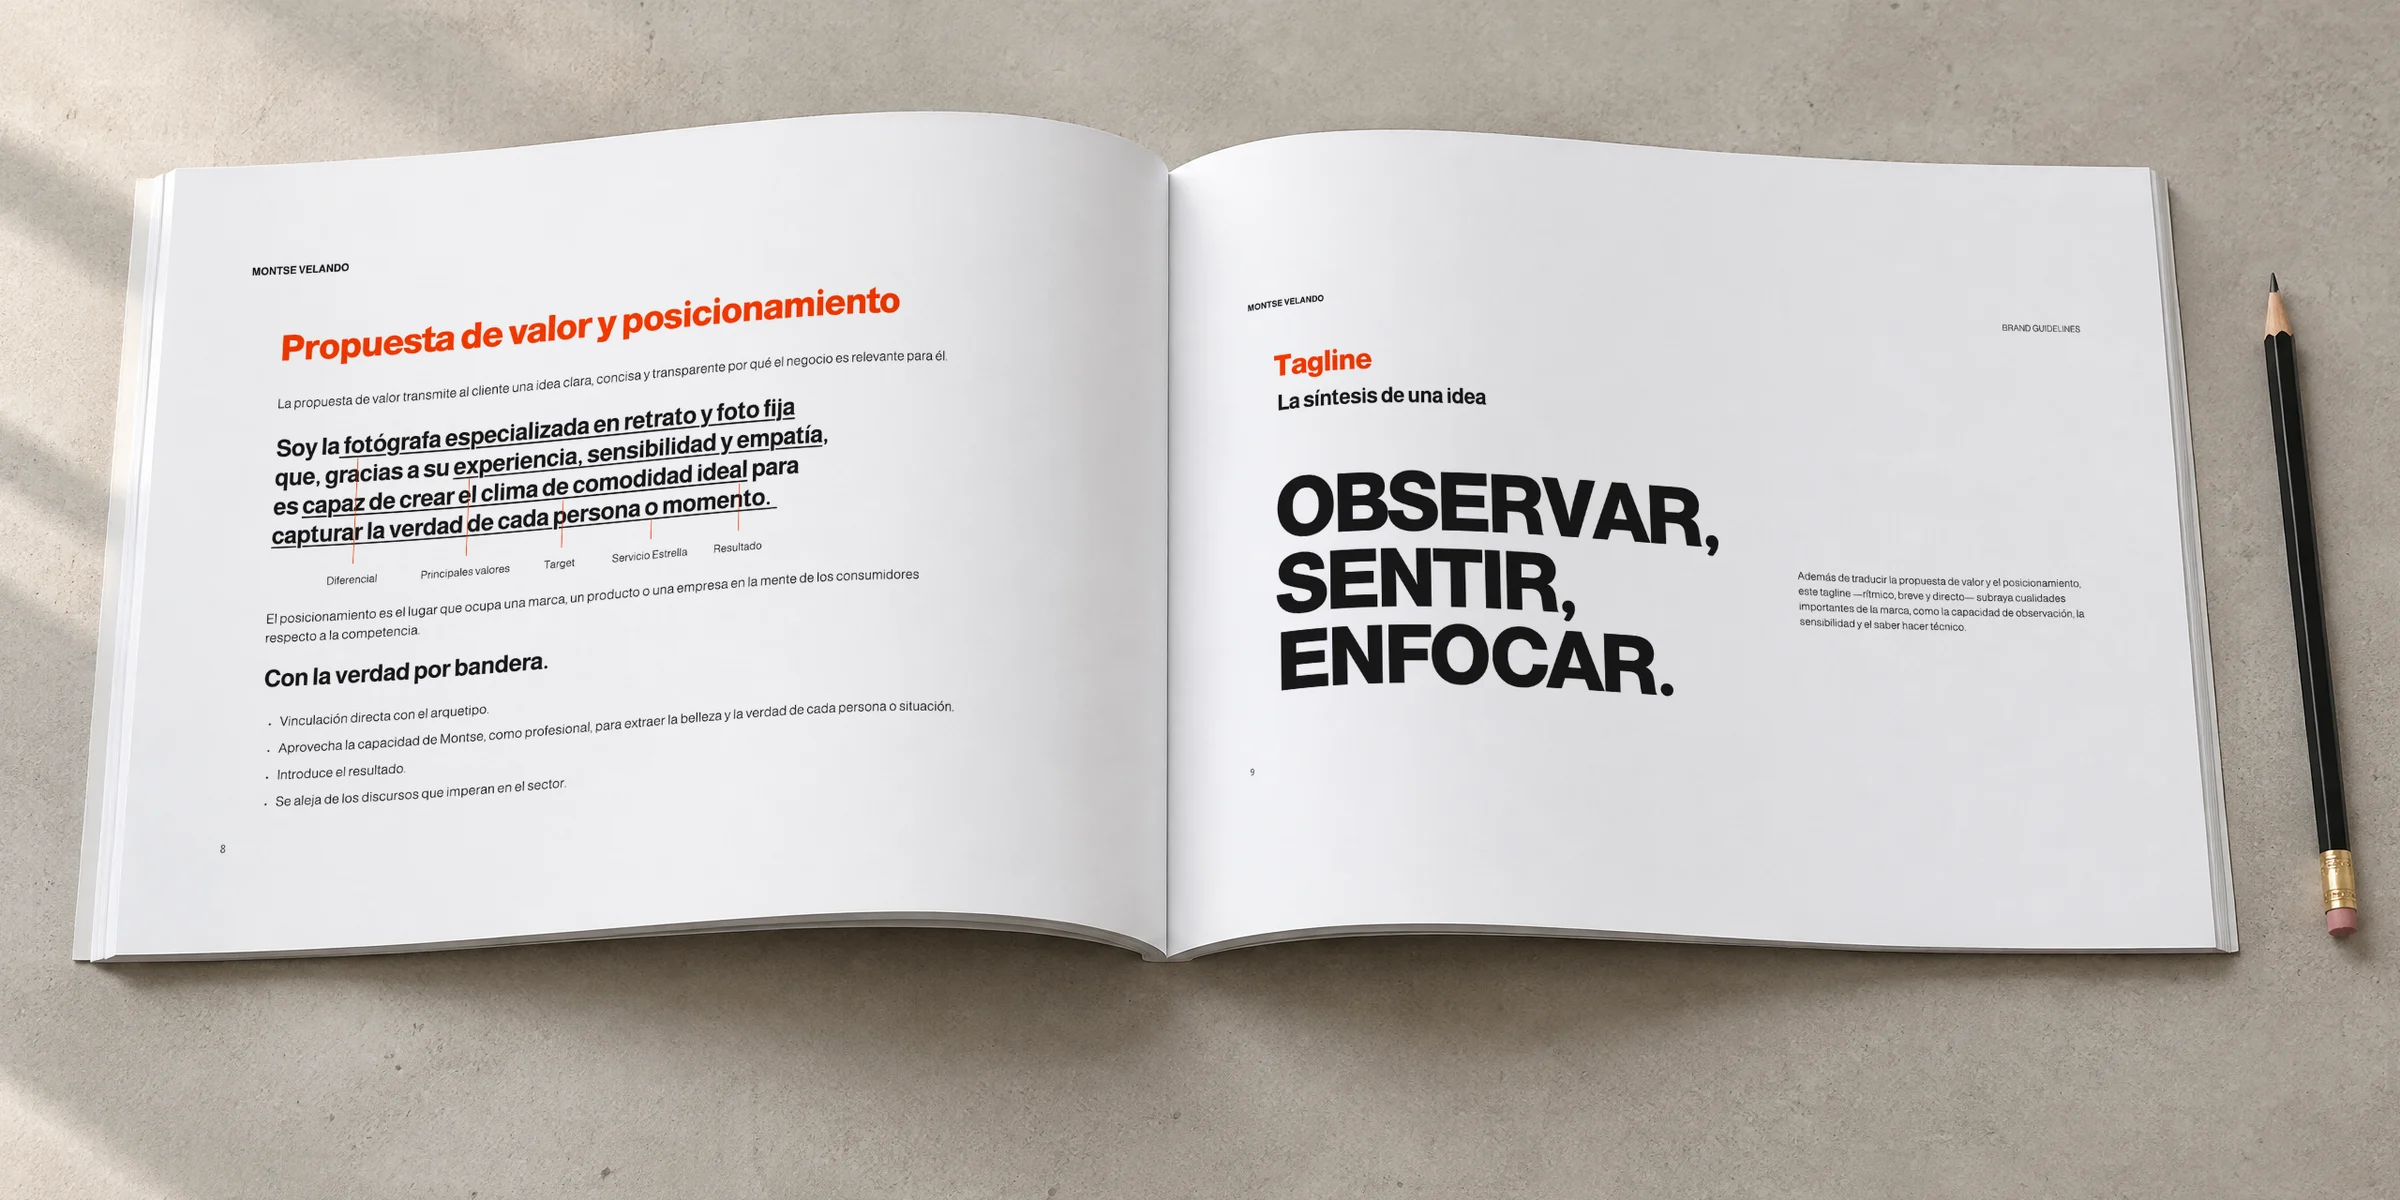 MONTSE VELANDO
Propuesta de valor y posicionamiento
La propuesta de valor transmite al cliente una idea clara, concisa y transparente por qué el negocio es relevante para él.
Soy la fotógrafa especializada en retrato y foto fija
que, gracias a su experiencia, sensibilidad y empatía,
es capaz de crear el clima de comodidad ideal para
capturar la verdad de cada persona o momento.
Diferencial
Principales valores
Target
Servicio Estrella
Resultado
El posicionamiento es el lugar que ocupa una marca, un producto o una empresa en la mente de los consumidores
respecto a la competencia.
Con la verdad por bandera.
· Vinculación directa con el arquetipo.
· Aprovecha la capacidad de Montse, como profesional, para extraer la belleza y la verdad de cada persona o situación.
· Introduce el resultado.
· Se aleja de los discursos que imperan en el sector.
8
MONTSE VELANDO
BRAND GUIDELINES
Tagline
La síntesis de una idea
OBSERVAR,
SENTIR,
ENFOCAR.
Además de traducir la propuesta de valor y el posicionamiento,
este tagline —rítmico, breve y directo— subraya cualidades
importantes de la marca, como la capacidad de observación, la
sensibilidad y el saber hacer técnico.
9